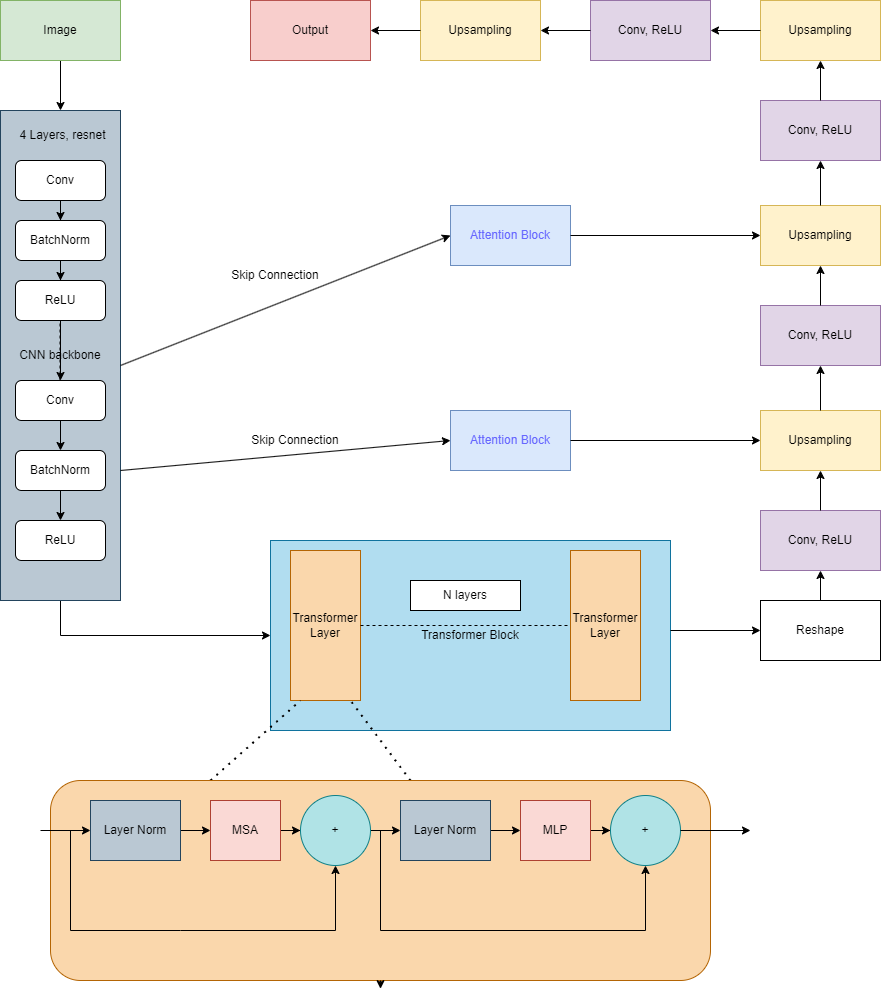 Image
Output
Upsampling
Conv, ReLU
Upsampling
4 Layers, resnet
Conv, ReLU
Conv
BatchNorm
Attention Block
Upsampling
Skip Connection
ReLU
CNN backbone
Conv, ReLU
Conv
Skip Connection
Attention Block
Upsampling
BatchNorm
ReLU
Conv, ReLU
N layers
Transformer
Layer
Transformer Block
Transformer
Layer
Reshape
Layer Norm
MSA
+
Layer Norm
MLP
+